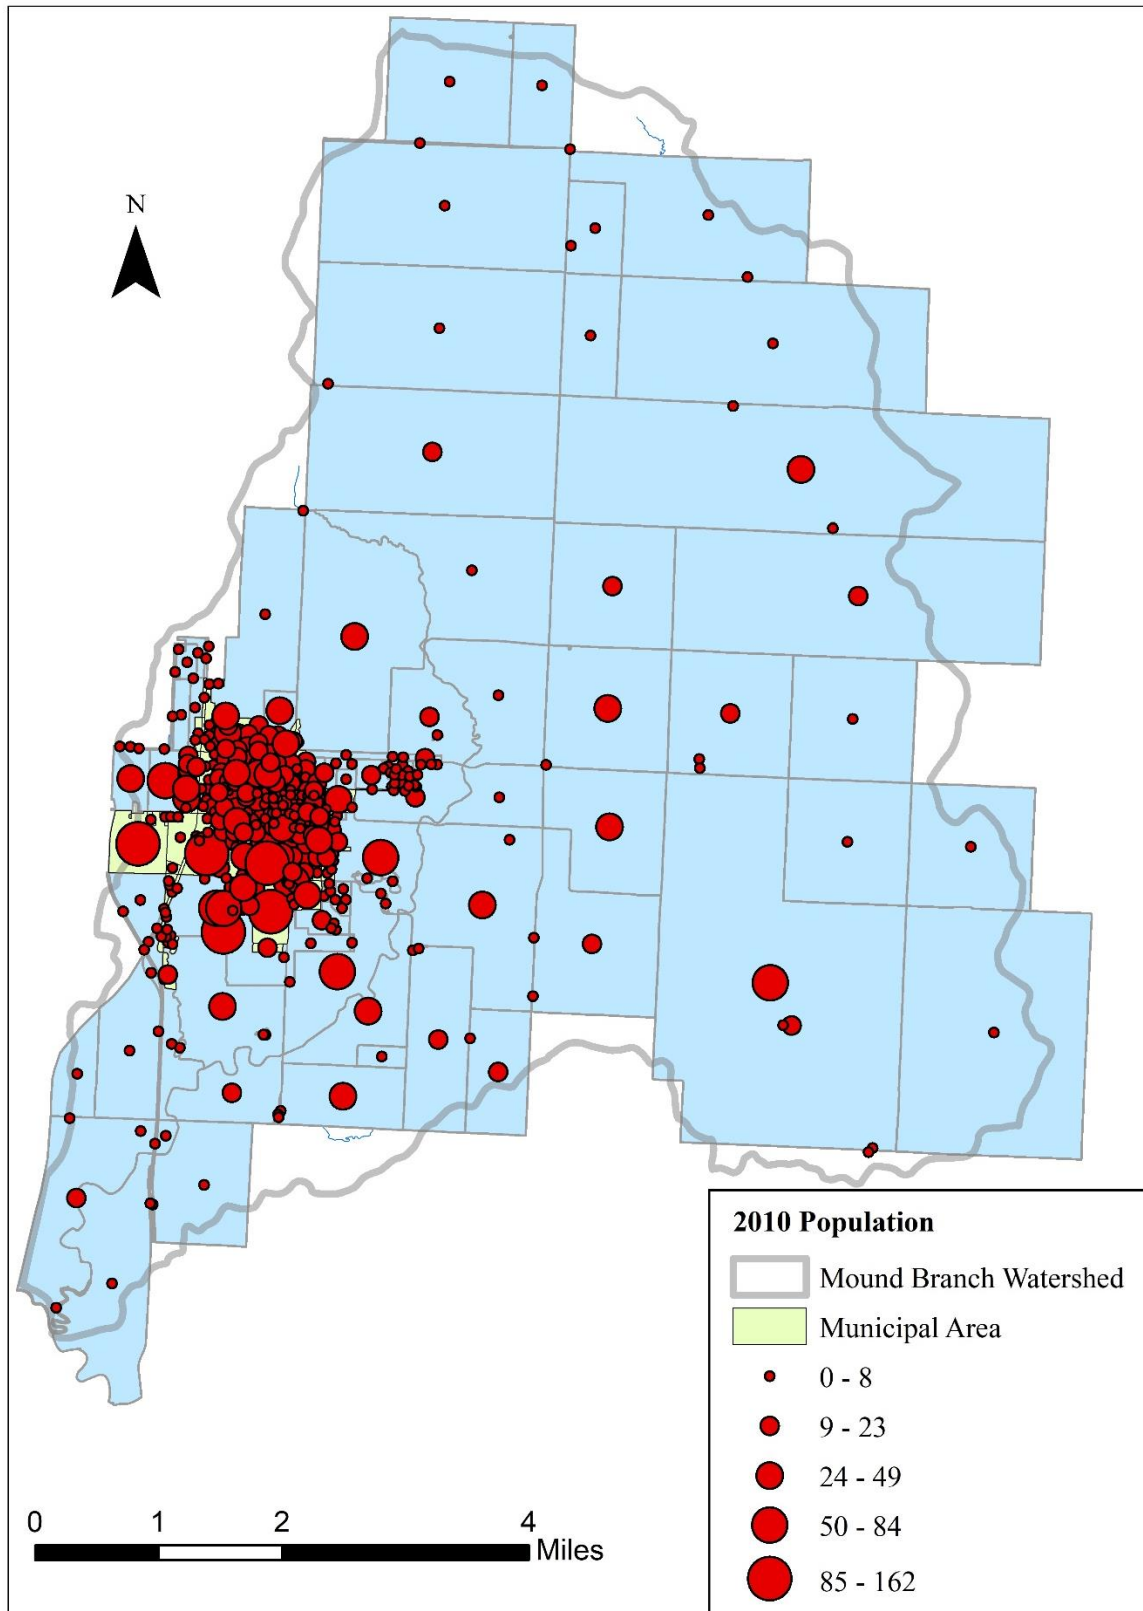 N
2010 Population
Mound Branch Watershed
Municipal Area
0 - 8
9 - 23
24 - 49
50 - 84
85 - 162
0 1 2 4
Miles